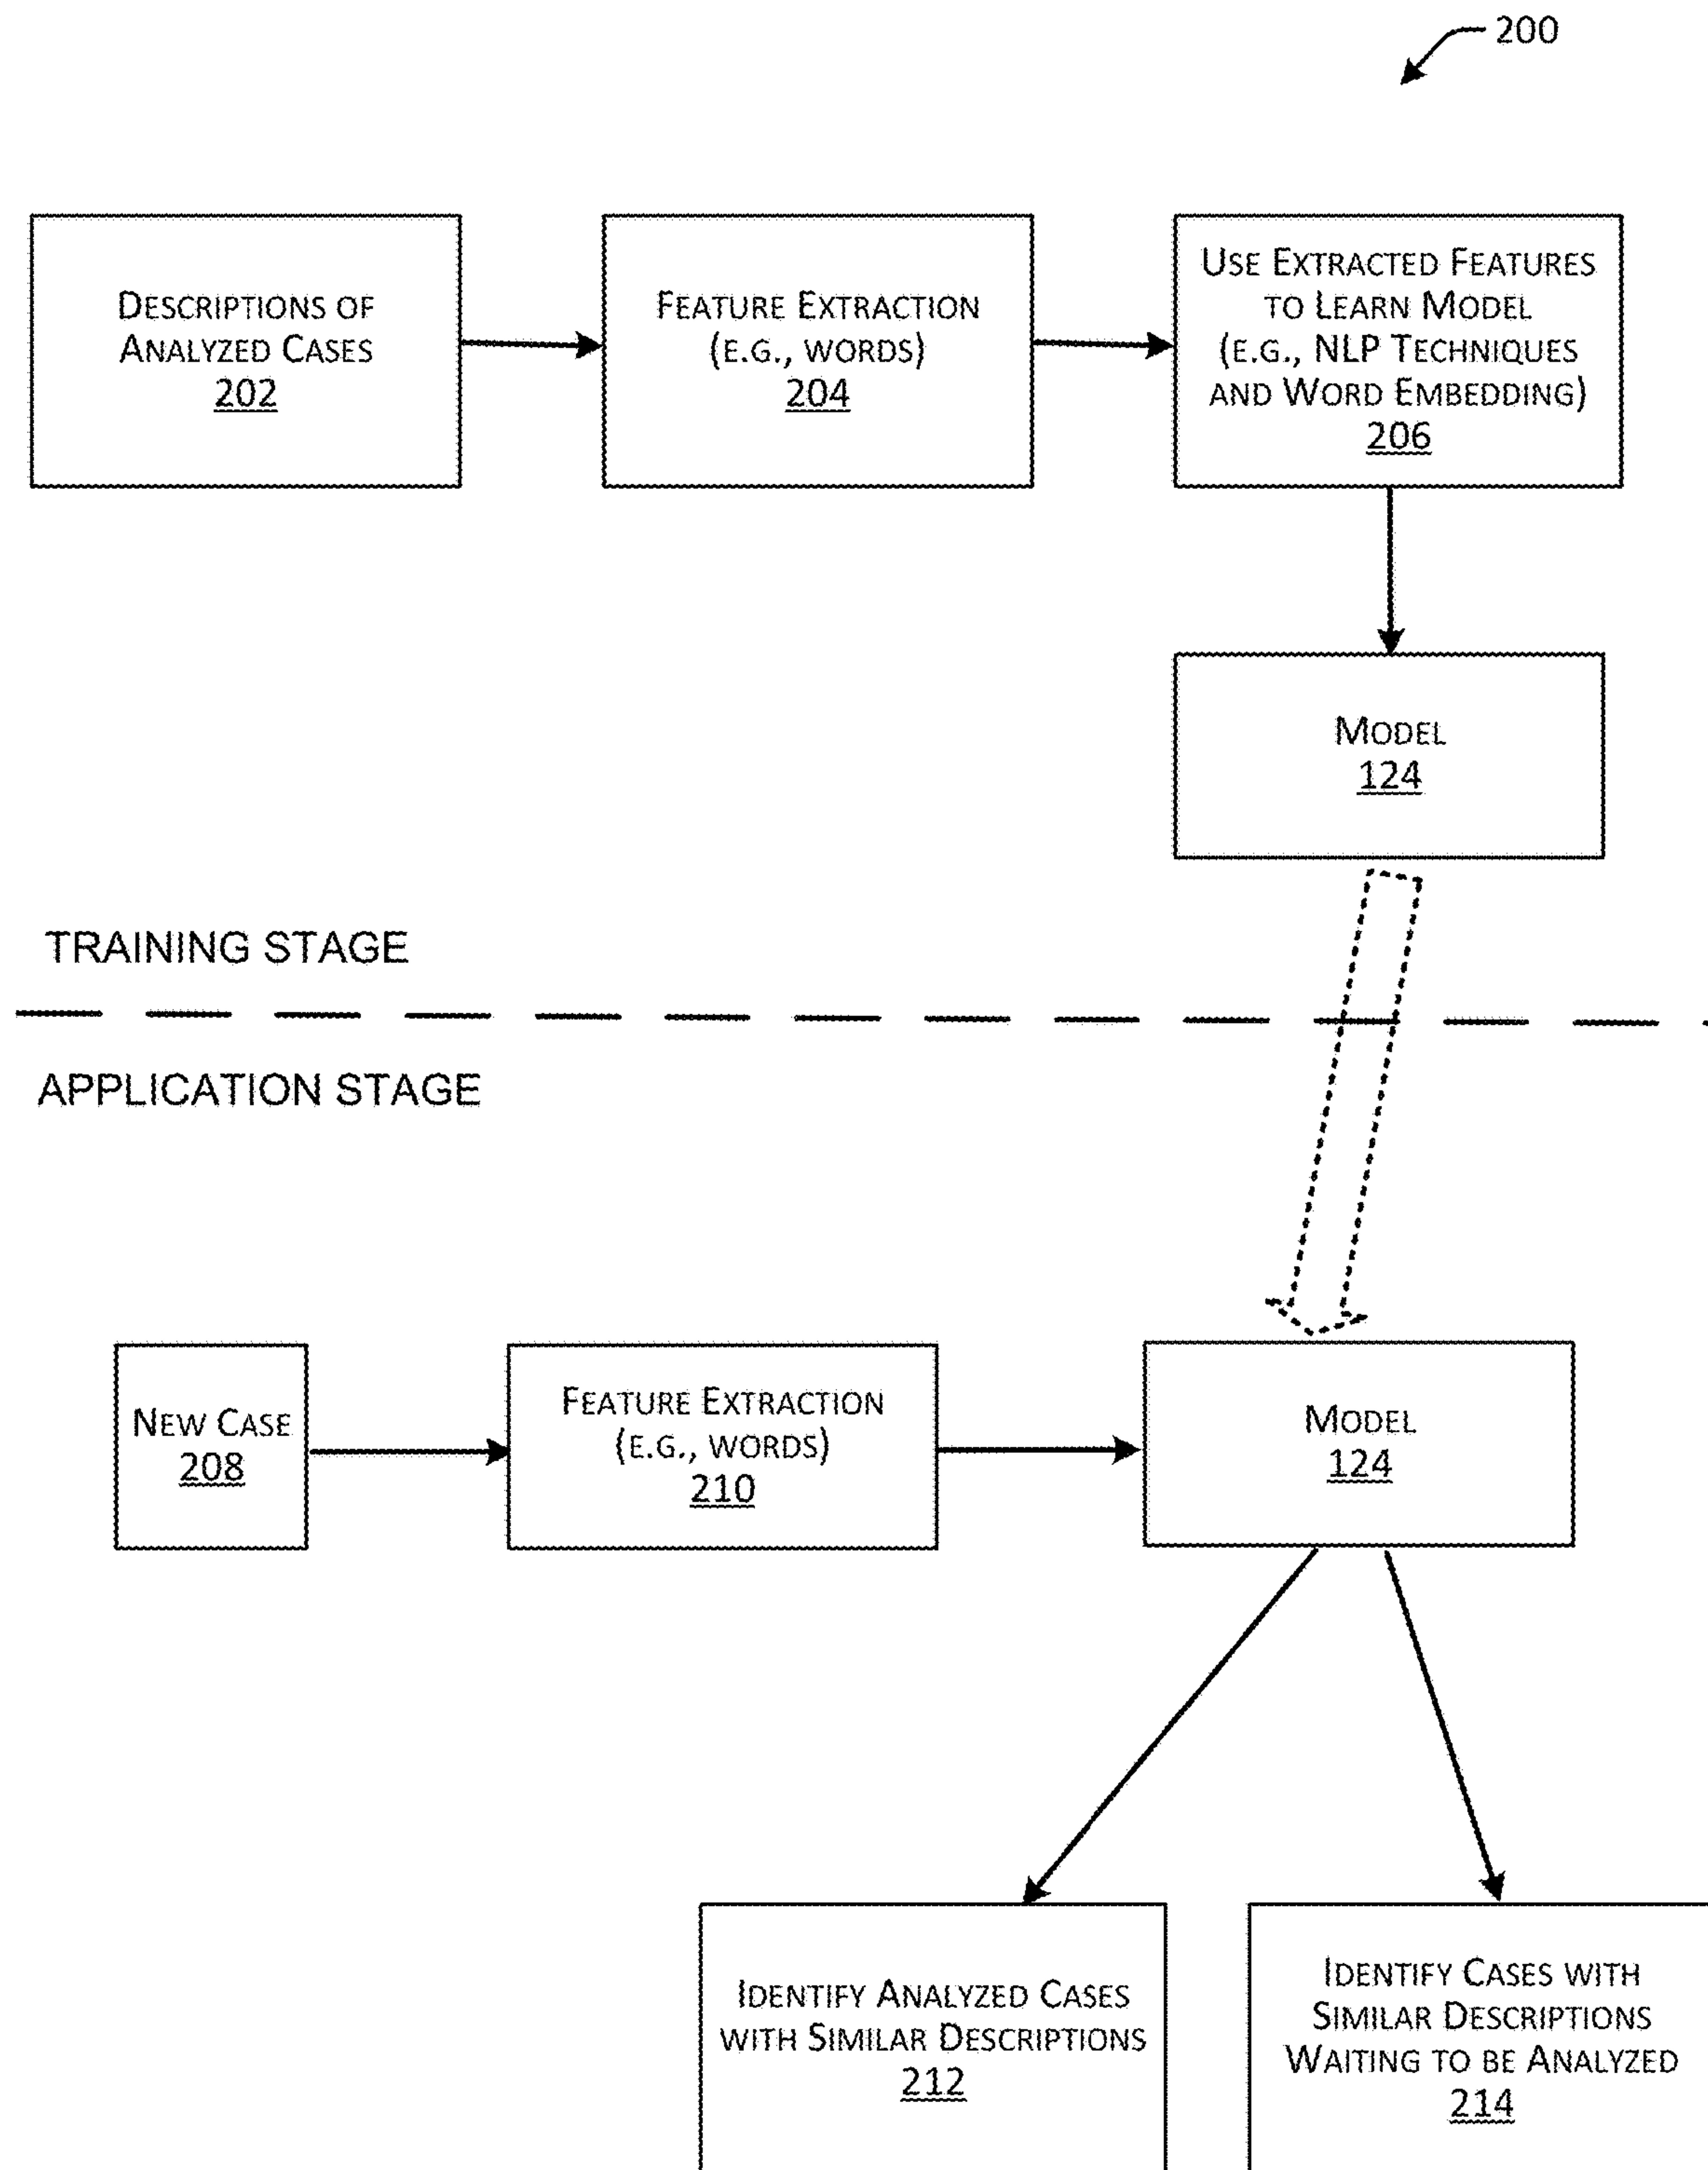 200
DESCRIPTIONS OF
ANALYZED CASES
202
FEATURE EXTRACTION
(E.G., WORDS)
204
USE EXTRACTED FEATURES
TO LEARN MODEL
(E.G., NLP TECHNIQUES
AND WORD EMBEDDING)
206
MODEL
124
TRAINING STAGE
APPLICATION STAGE
NEW CASE
208
FEATURE EXTRACTION
(E.G., WORDS)
210
MODEL
124
IDENTIFY ANALYZED CASES
WITH SIMILAR DESCRIPTIONS
212
IDENTIFY CASES WITH
SIMILAR DESCRIPTIONS
WAITING TO BE ANALYZED
214